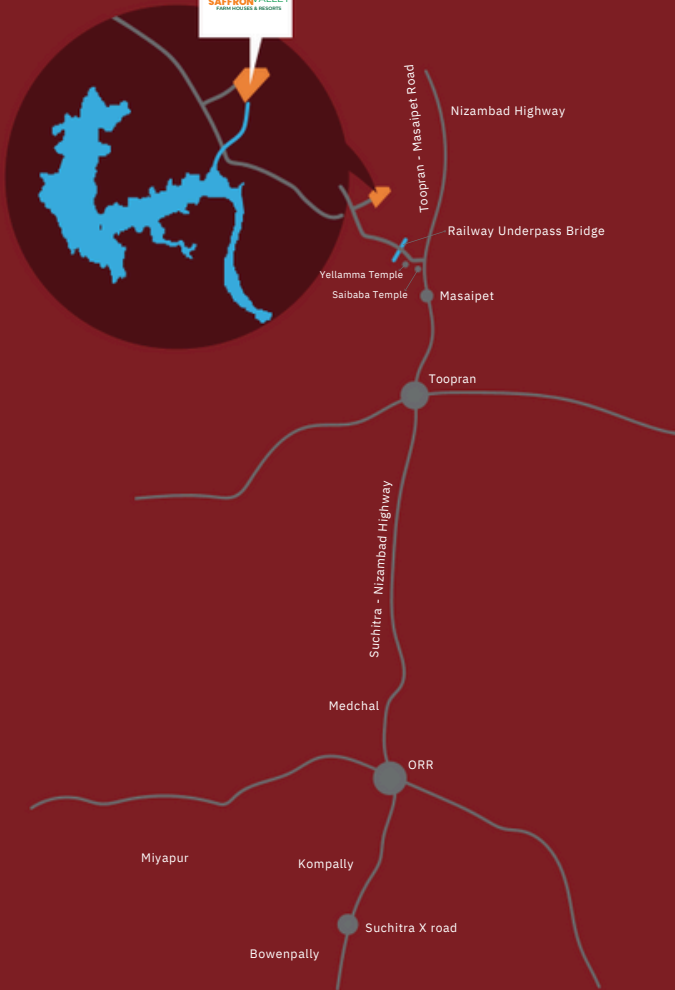 SAFFRON VALLEY
FARM HOUSES & RESORTS
Toopran - Masaipet Road
Nizambad Highway
Railway Underpass Bridge
Yellamma Temple
Saibaba Temple
Masaipet
Toopran
Suchitra - Nizambad Highway
Medchal
ORR
Miyapur
Kompally
Suchitra X road
Bowenpally